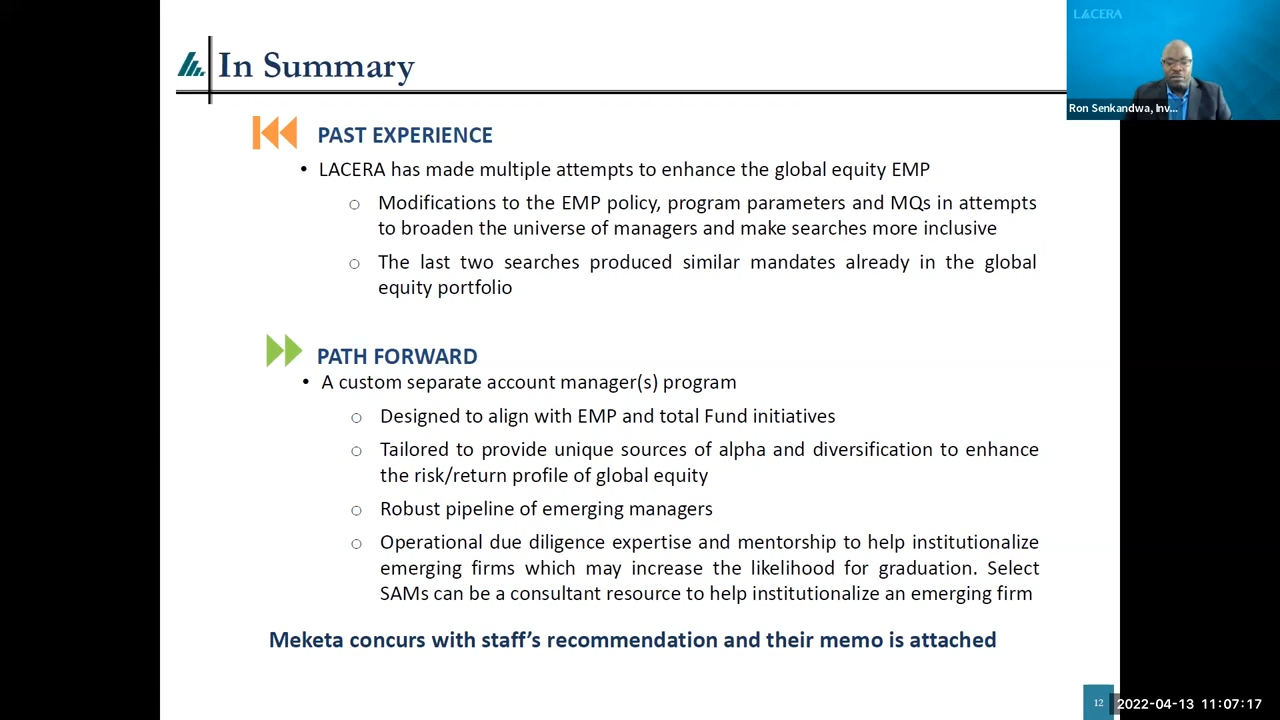 LACERA
In Summary
Ron Senkandwa, Inv...
PAST EXPERIENCE
• LACERA has made multiple attempts to enhance the global equity EMP
○ Modifications to the EMP policy, program parameters and MQs in attempts
to broaden the universe of managers and make searches more inclusive
○ The last two searches produced similar mandates already in the global
equity portfolio
PATH FORWARD
• A custom separate account manager(s) program
○ Designed to align with EMP and total Fund initiatives
○ Tailored to provide unique sources of alpha and diversification to enhance
the risk/return profile of global equity
○ Robust pipeline of emerging managers
○ Operational due diligence expertise and mentorship to help institutionalize
emerging firms which may increase the likelihood for graduation. Select
SAMs can be a consultant resource to help institutionalize an emerging firm
Meketa concurs with staff’s recommendation and their memo is attached
12
2022-04-13 11:07:17